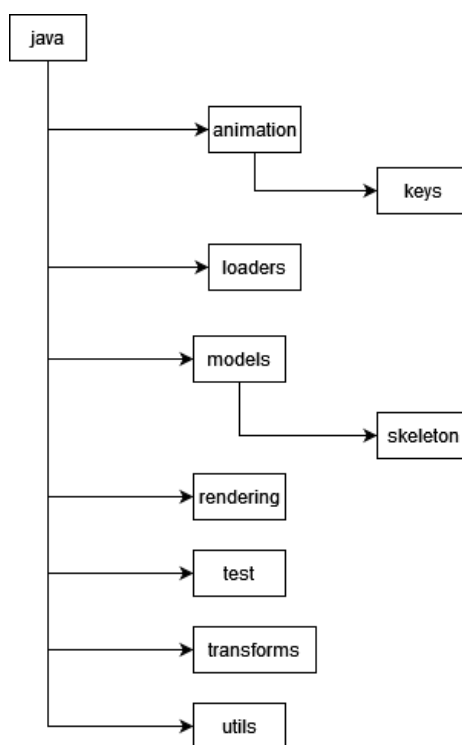 java
animation
keys
loaders
models
skeleton
rendering
test
transforms
utils